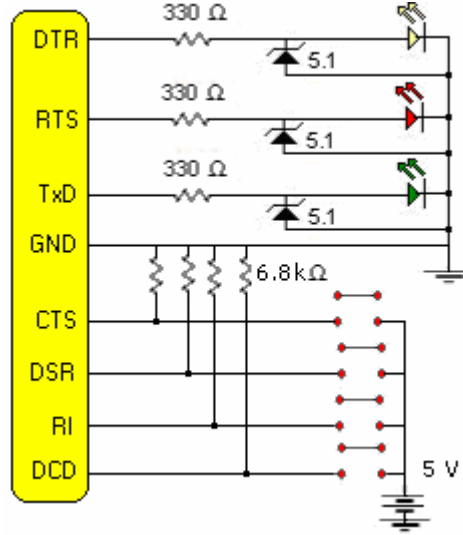 330 Ω
DTR
5.1
330 Ω
RTS
5.1
330 Ω
TxD
5.1
GND
6.8kΩ
CTS
DSR
RI
DCD
5 V